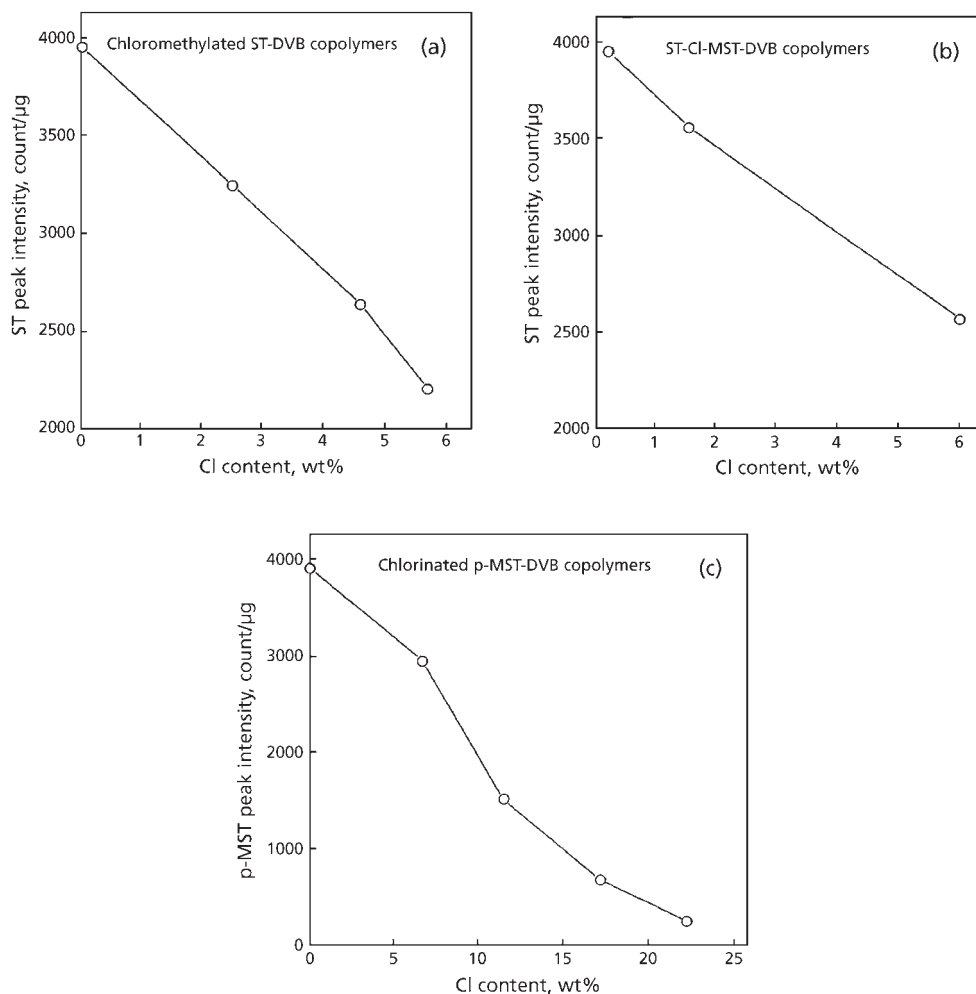 Chloromethylated ST-DVB copolymers
(a)
ST peak intensity, count/µg
4000
3500
3000
2500
2000
0 1 2 3 4 5 6
Cl content, wt%
ST-Cl-MST-DVB copolymers
(b)
ST peak intensity, count/µg
4000
3500
3000
2500
2000
0 1 2 3 4 5 6
Cl content, wt%
Chlorinated p-MST-DVB copolymers
(c)
p-MST peak intensity, count/µg
4000
3000
2000
1000
0
0 5 10 15 20 25
Cl content, wt%